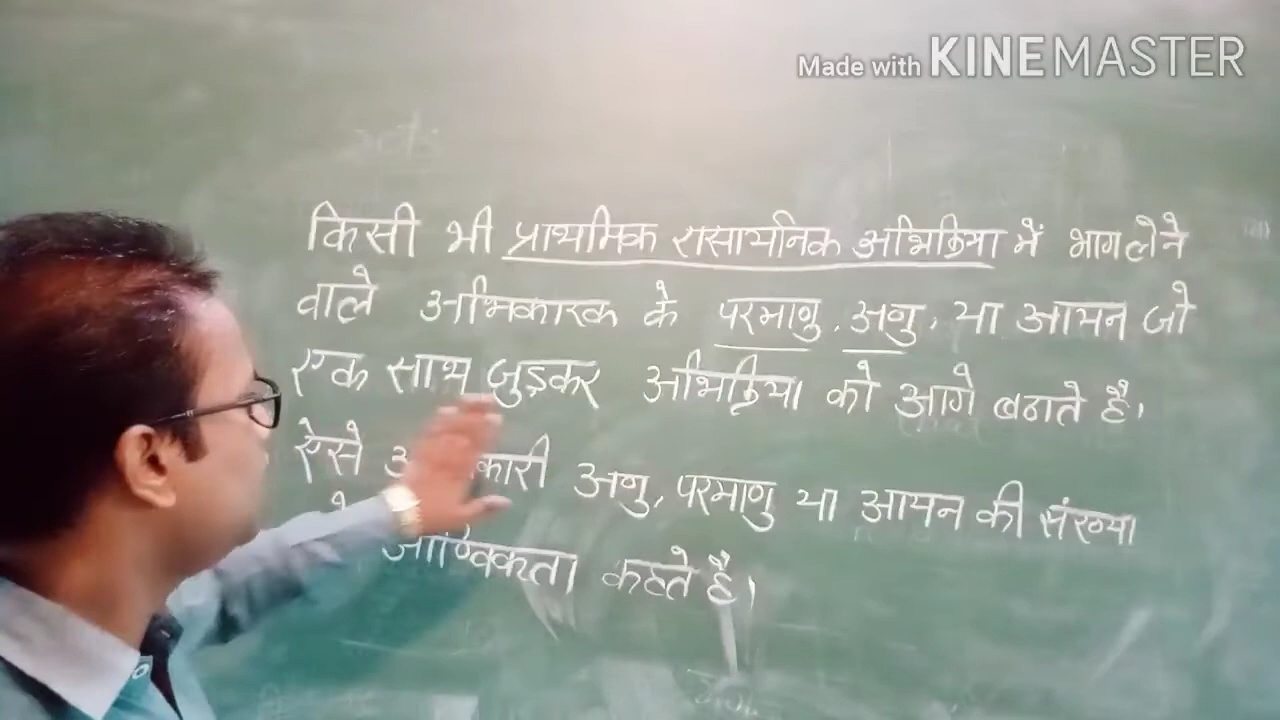 Made with KINEMASTER
किसी भी प्राथमिक रासायनिक अभिक्रिया में भाग लेने
वाले अभिकारक के परमाणु, अणु, या आयन जो
एक साथ जुड़कर अभिक्रिया को आगे बढाते है।
ऐसे कारी अणु, परमाणु या आयन की संख्या
आण्विकता कहते है।